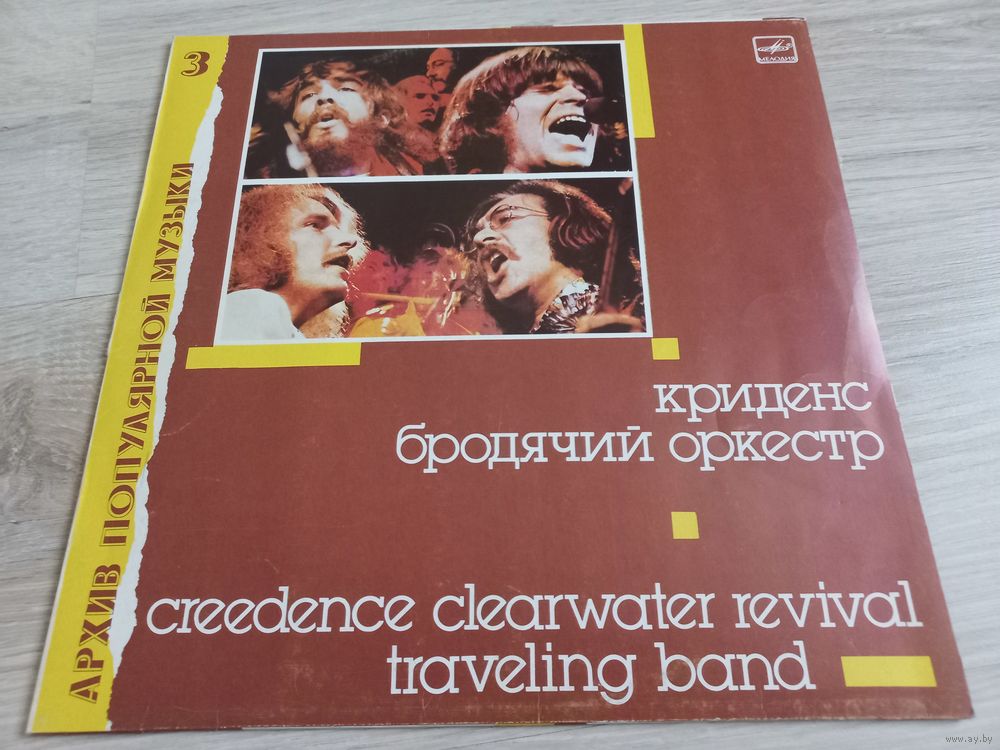 3
АРХИВ ПОПУЛЯРНОЙ МУЗЫКИ
МЕЛОДИЯ
криденс
бродячий оркестр
creedence clearwater revival
traveling band
www.ay.by